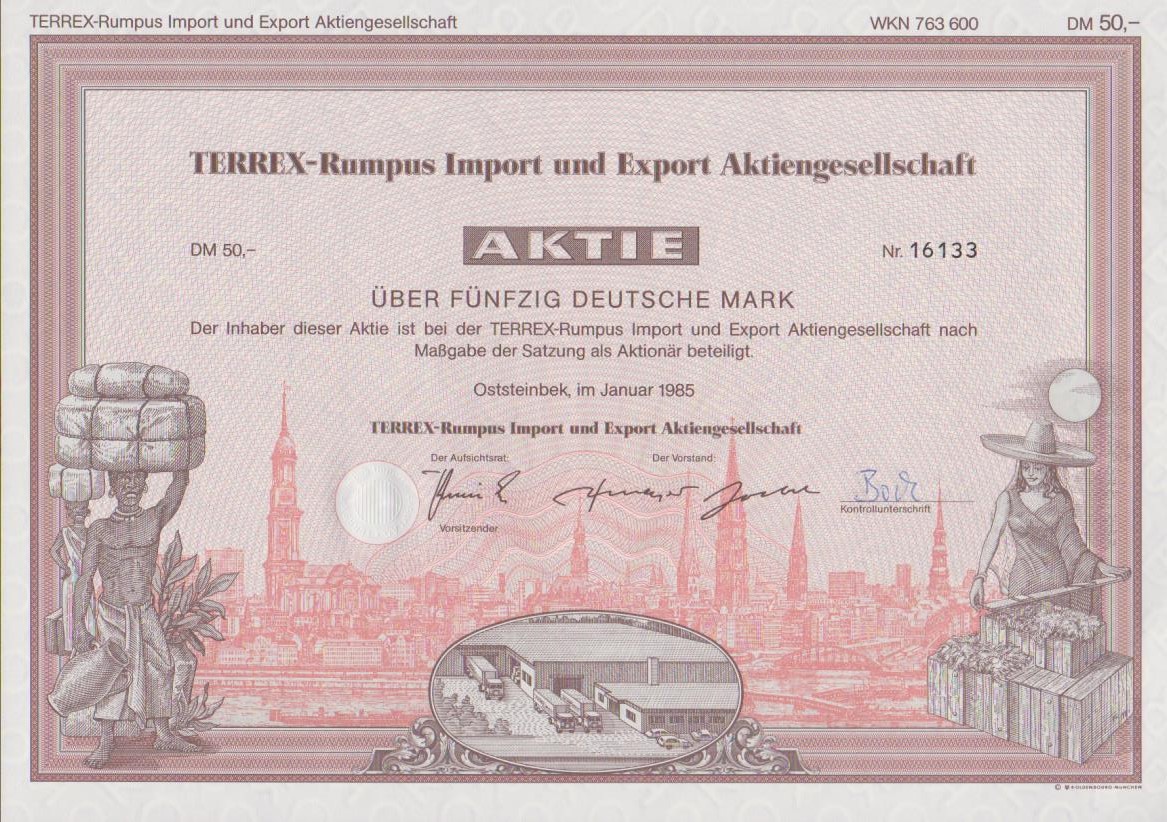 TERREX-Rumpus Import und Export Aktiengesellschaft WKN 763 600 DM 50,–
TERREX-Rumpus Import und Export Aktiengesellschaft
DM 50,– AKTIE Nr. 16133
ÜBER FÜNFZIG DEUTSCHE MARK
Der Inhaber dieser Aktie ist bei der TERREX-Rumpus Import und Export Aktiengesellschaft nach
Maßgabe der Satzung als Aktionär beteiligt.
Oststeinbek, im Januar 1985
TERREX-Rumpus Import und Export Aktiengesellschaft
Der Aufsichtsrat: Der Vorstand:
Kontrollunterschrift
Vorsitzender